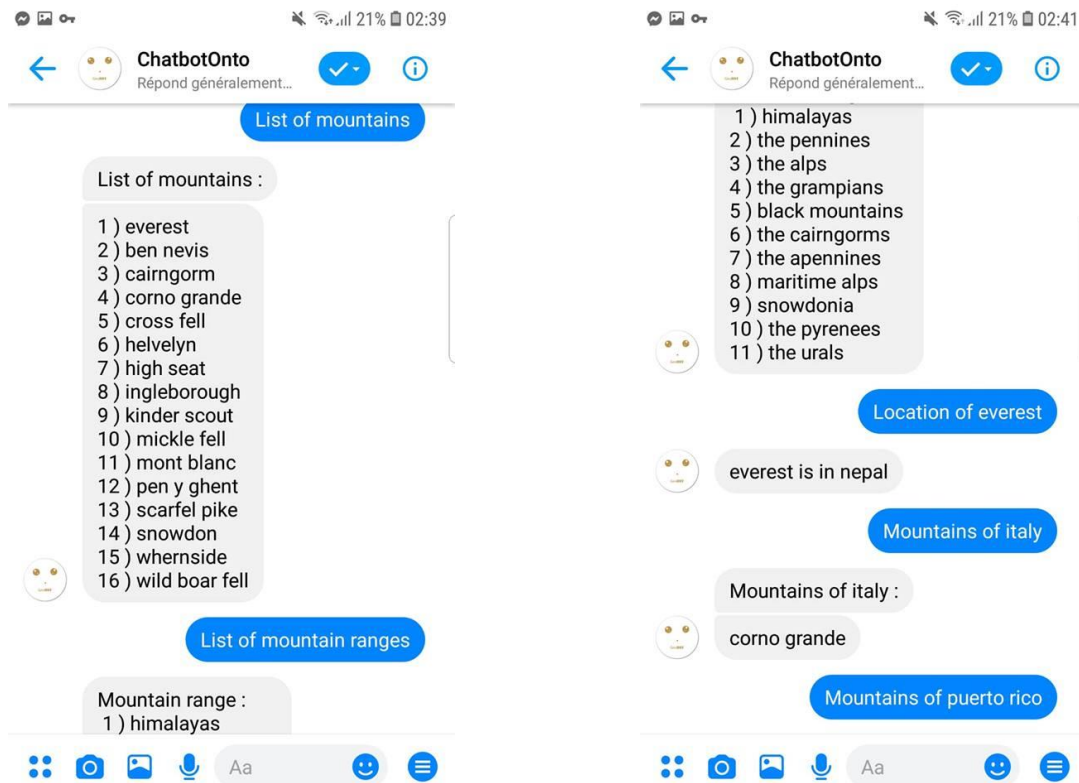 21% 02:39
ChatbotOnto
Répond généralement...
List of mountains
List of mountains :
1 ) everest
2 ) ben nevis
3 ) cairngorm
4 ) corno grande
5 ) cross fell
6 ) helvelyn
7 ) high seat
8 ) ingleborough
9 ) kinder scout
10 ) mickle fell
11 ) mont blanc
12 ) pen y ghent
13 ) scarfel pike
14 ) snowdon
15 ) whernside
16 ) wild boar fell
List of mountain ranges
Mountain range :
1 ) himalayas
Aa
21% 02:41
ChatbotOnto
Répond généralement...
1 ) himalayas
2 ) the pennines
3 ) the alps
4 ) the grampians
5 ) black mountains
6 ) the cairngorms
7 ) the apennines
8 ) maritime alps
9 ) snowdonia
10 ) the pyrenees
11 ) the urals
Location of everest
everest is in nepal
Mountains of italy
Mountains of italy :
corno grande
Mountains of puerto rico
Aa